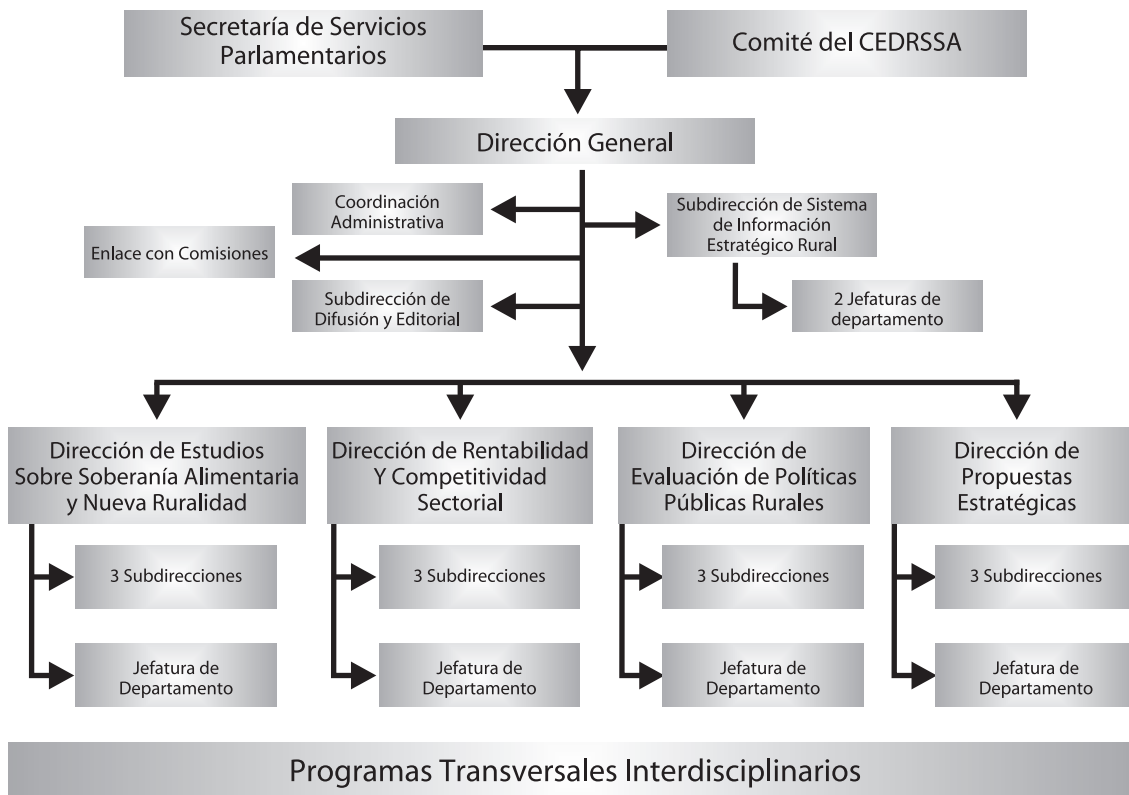 Secretaría de Servicios
Parlamentarios
Comité del CEDRSSA
Dirección General
Coordinación
Administrativa
Subdirección de Sistema
de Información
Estratégico Rural
Enlace con Comisiones
Subdirección de
Difusión y Editorial
2 Jefaturas de
departamento
Dirección de Estudios
Sobre Soberanía Alimentaria
y Nueva Ruralidad
Dirección de Rentabilidad
Y Competitividad
Sectorial
Dirección de
Evaluación de Políticas
Públicas Rurales
Dirección de
Propuestas
Estratégicas
3 Subdirecciones
3 Subdirecciones
3 Subdirecciones
3 Subdirecciones
Jefatura de
Departamento
Jefatura de
Departamento
Jefatura de
Departamento
Jefatura de
Departamento
Programas Transversales Interdisciplinarios